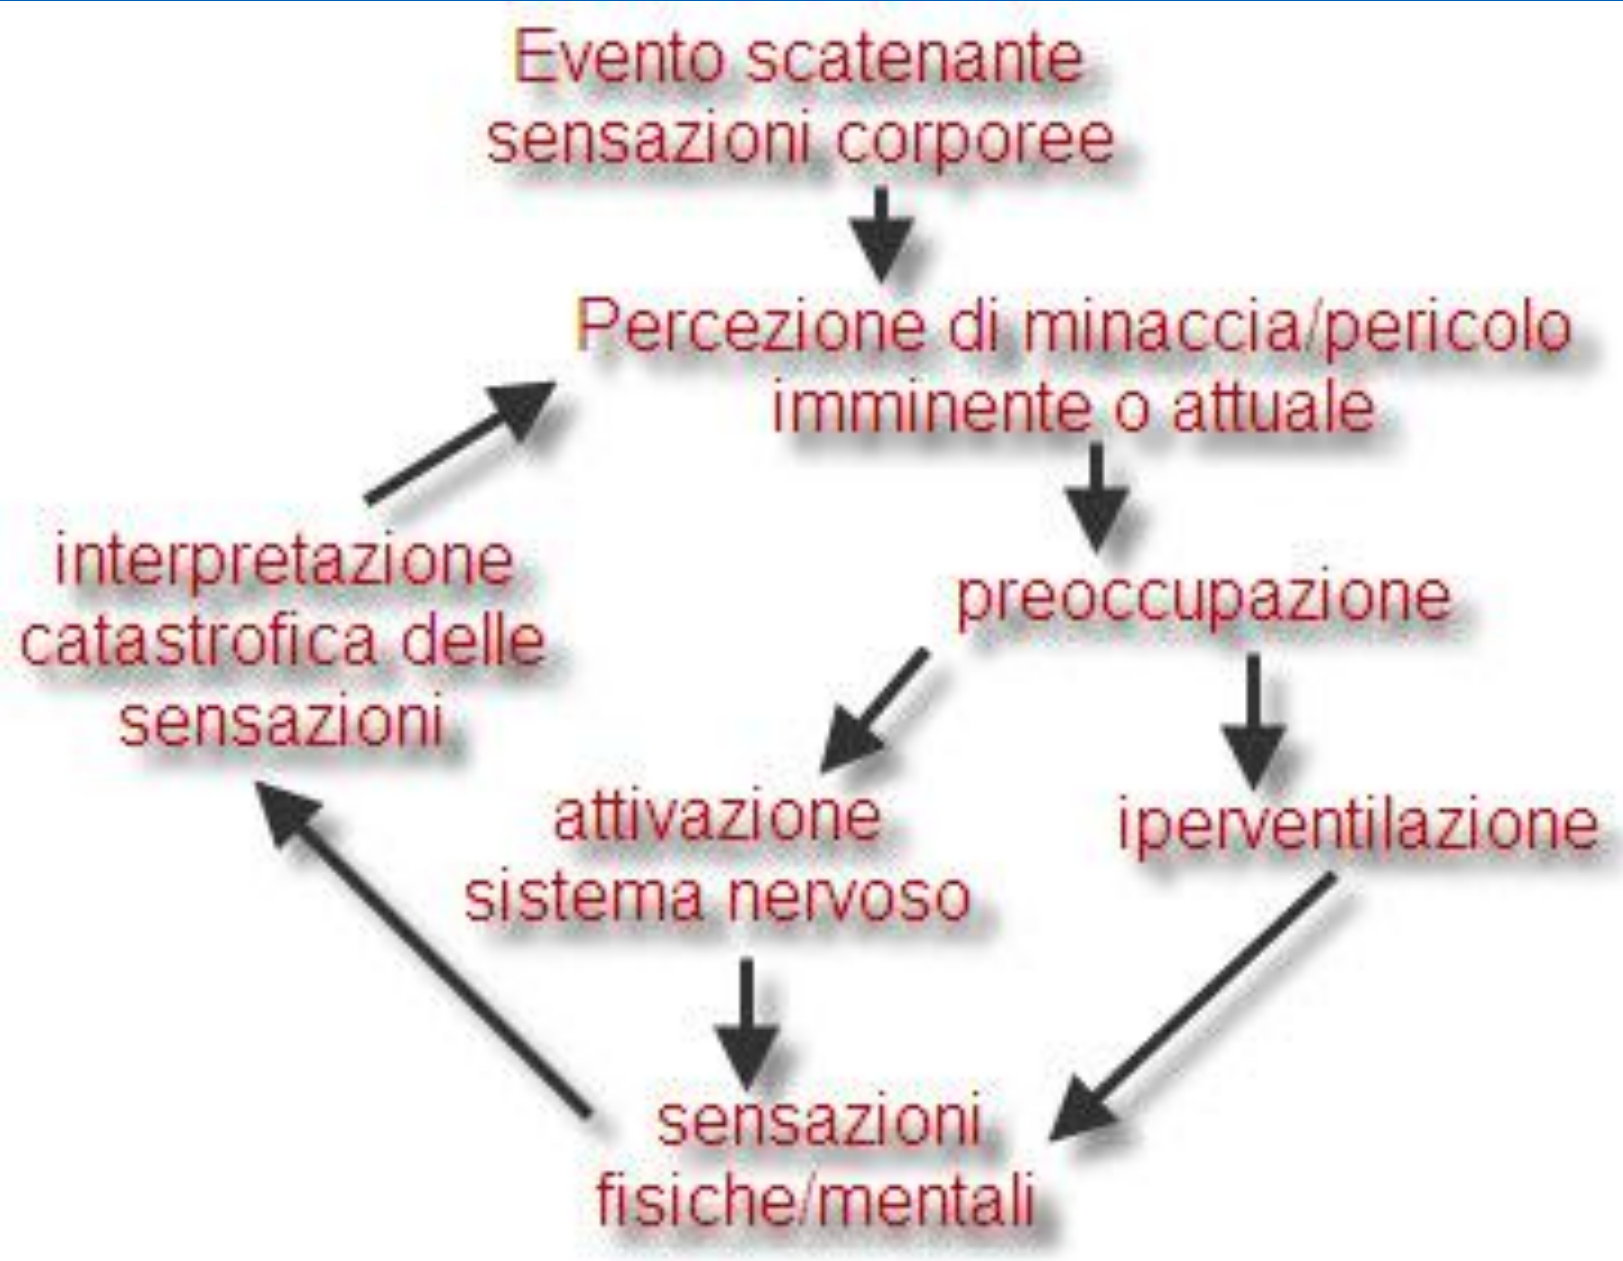 Evento scatenante
sensazioni corporee
Percezione di minaccia/pericolo
imminente o attuale
interpretazione
catastrofica delle
sensazioni
preoccupazione
attivazione
sistema nervoso
iperventilazione
sensazioni
fisiche/mentali